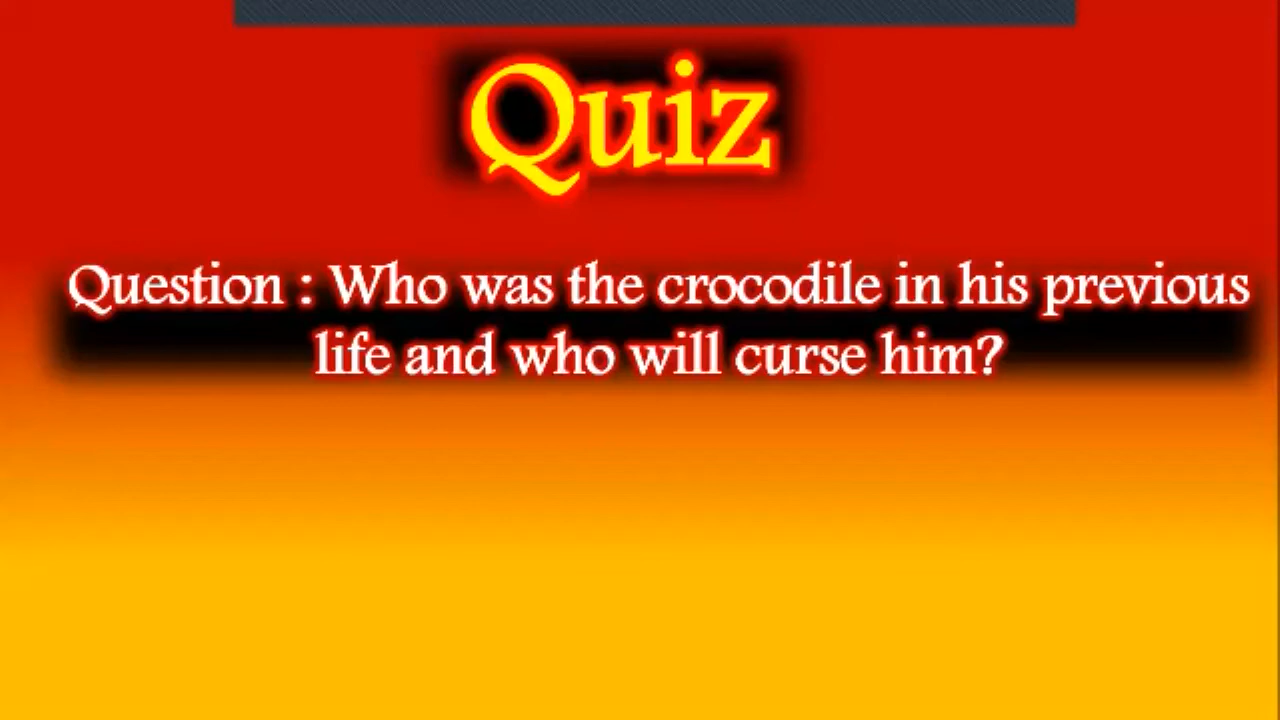 Quiz
Question : Who was the crocodile in his previous
life and who will curse him?